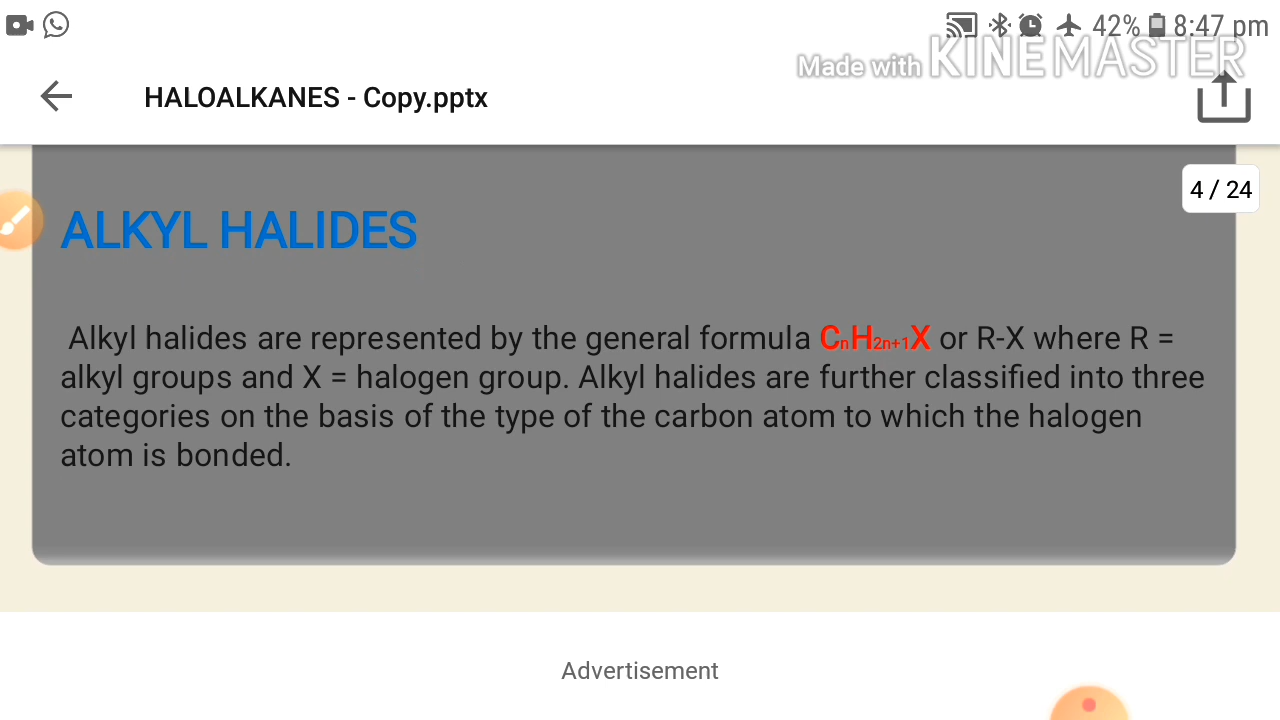 42% 8:47 pm
Made with KINEMASTER
HALOALKANES - Copy.pptx
4 / 24
ALKYL HALIDES
Alkyl halides are represented by the general formula CₙH₂ₙ₊₁X or R-X where R =
alkyl groups and X = halogen group. Alkyl halides are further classified into three
categories on the basis of the type of the carbon atom to which the halogen
atom is bonded.
Advertisement